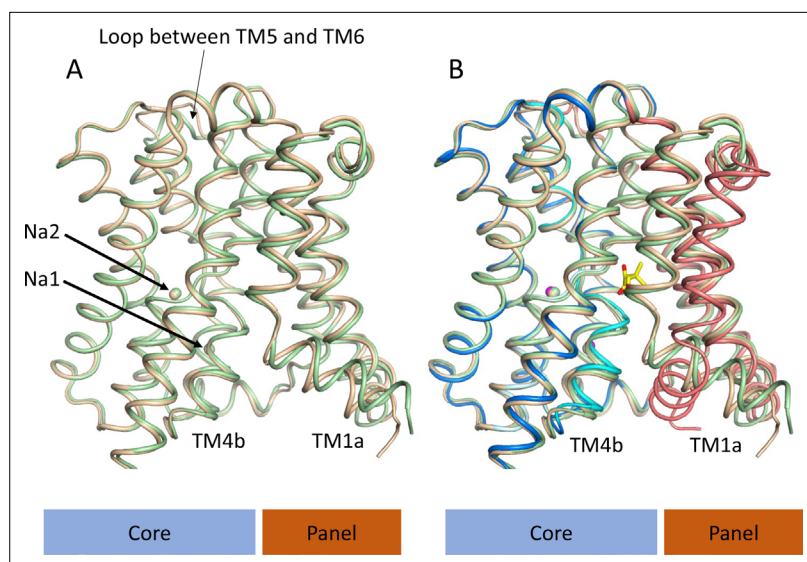 Loop between TM5 and TM6
A
B
Na2
Na1
TM4b
TM1a
TM4b
TM1a
Core
Panel
Core
Panel